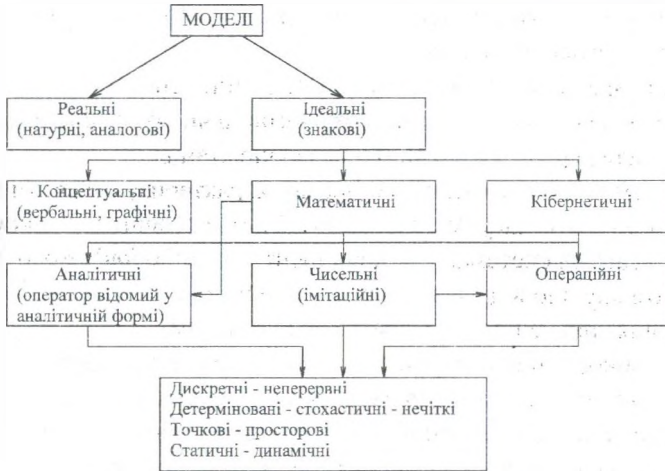 МОДЕЛІ
Реальні
(натурні, аналогові)
Ідеальні
(знакові)
Концептуальні
(вербальні, графічні)
Математичні
Кібернетичні
Аналітичні
(оператор відомий у
аналітичній формі)
Чисельні
(імітаційні)
Операційні
Дискретні - неперервні
Детерміновані - стохастичні - нечіткі
Точкові - просторові
Статичні - динамічні